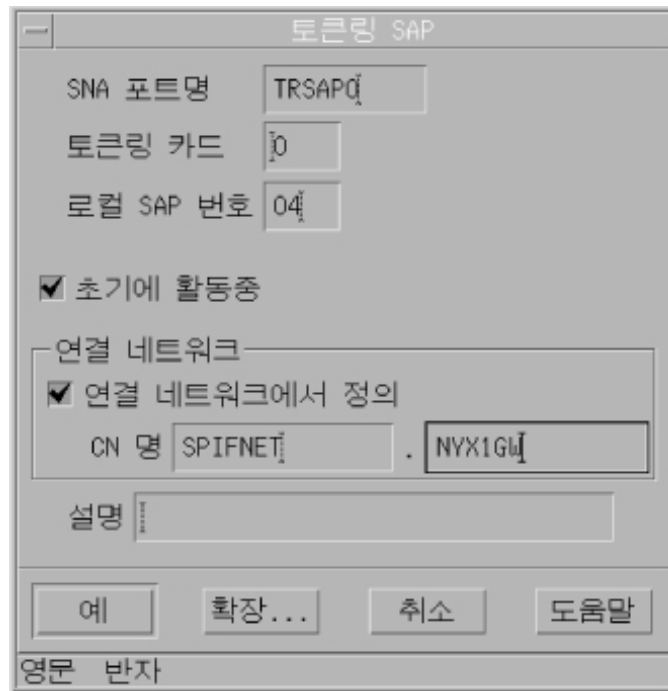 토큰링 SAP
SNA 포트명 TRSAP0
토큰링 카드 0
로컬 SAP 번호 04
초기에 활동중
연결 네트워크
연결 네트워크에서 정의
CN 명 SPIFNET . NYX1GW
설명
예 확장... 취소 도움말
영문 반자